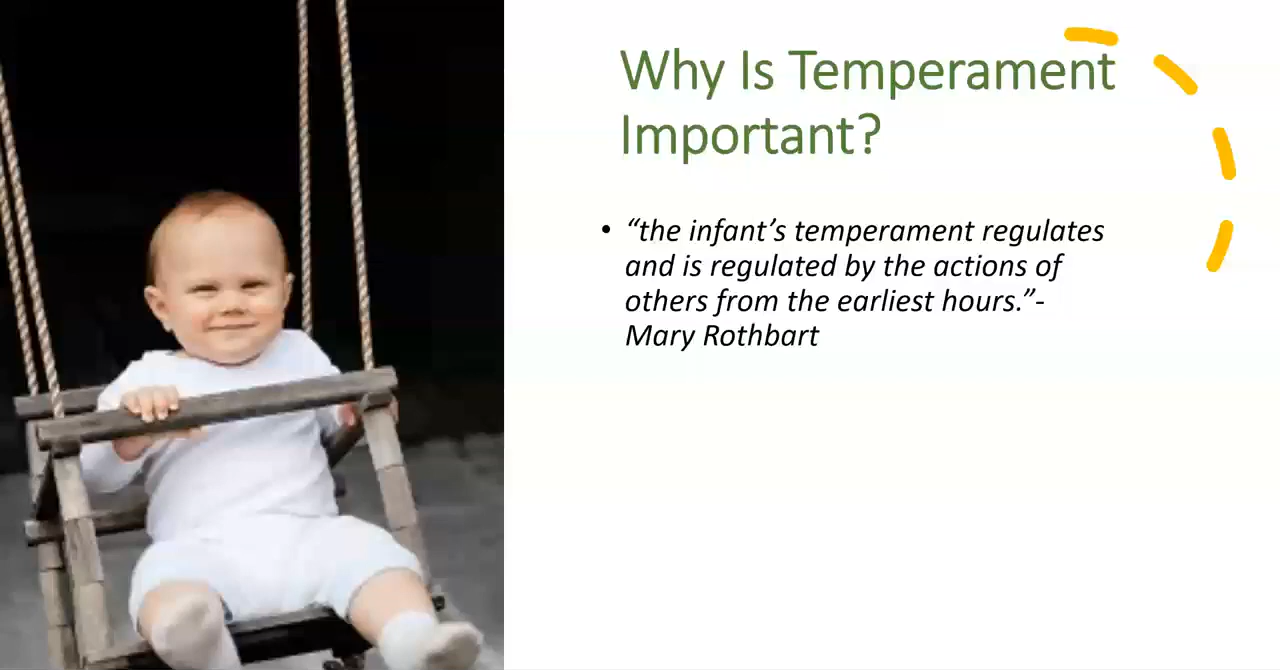 Why Is Temperament
Important?
• “the infant’s temperament regulates
and is regulated by the actions of
others from the earliest hours.”-
Mary Rothbart